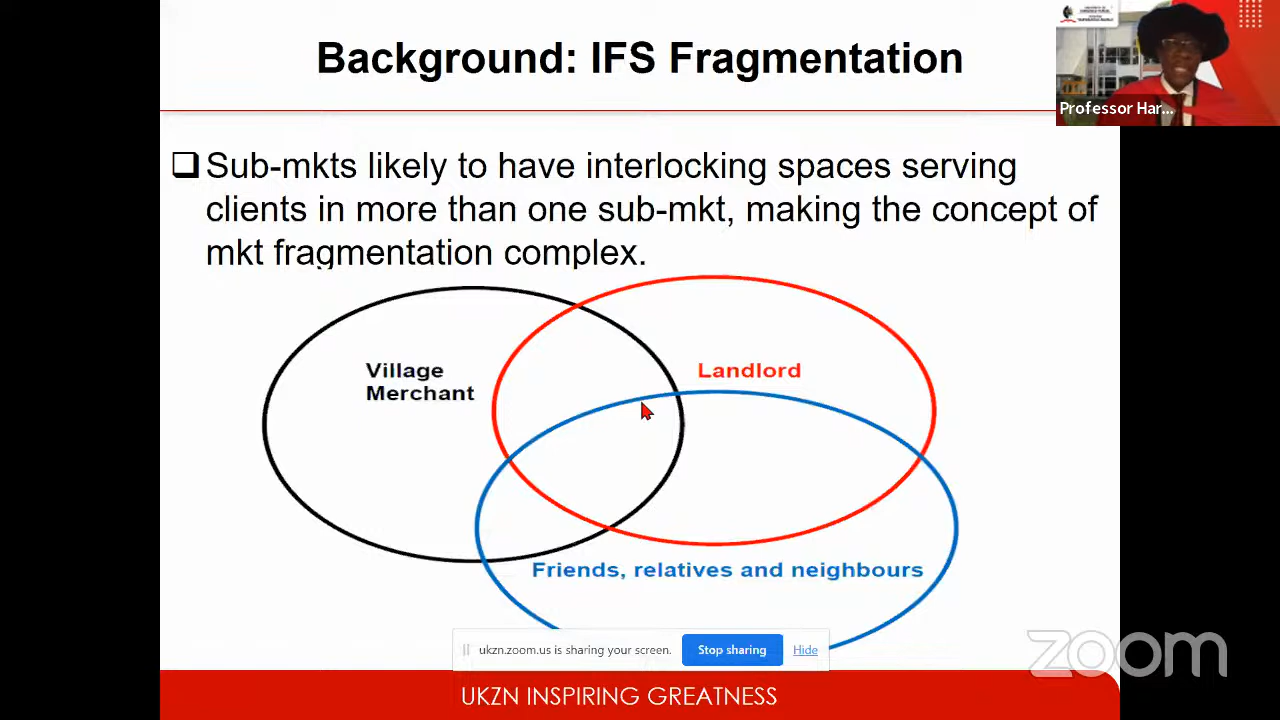 Background: IFS Fragmentation
Professor Har...
Sub-mkts likely to have interlocking spaces serving
clients in more than one sub-mkt, making the concept of
mkt fragmentation complex.
Village
Merchant
Landlord
Friends, relatives and neighbours
ukzn.zoom.us is sharing your screen.
Stop sharing
Hide
zoom
UKZN INSPIRING GREATNESS